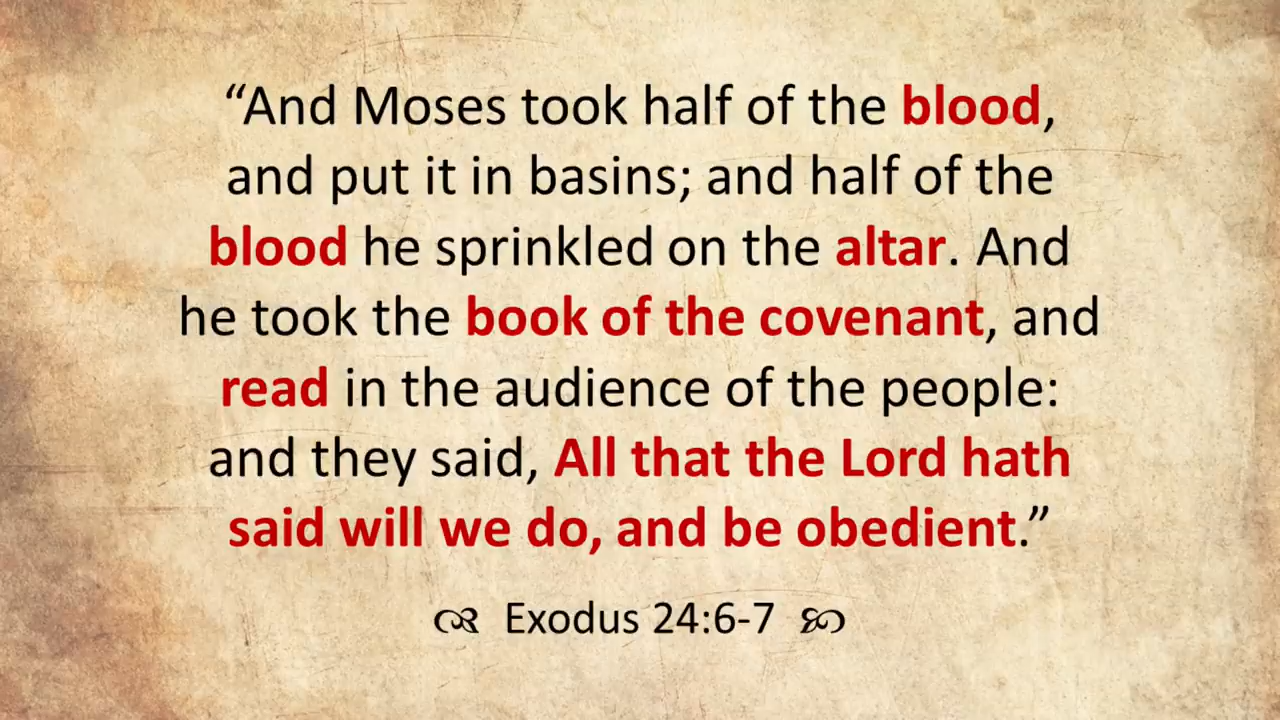 “And Moses took half of the blood,
and put it in basins; and half of the
blood he sprinkled on the altar. And
he took the book of the covenant, and
read in the audience of the people:
and they said, All that the Lord hath
said will we do, and be obedient.”
Exodus 24:6-7